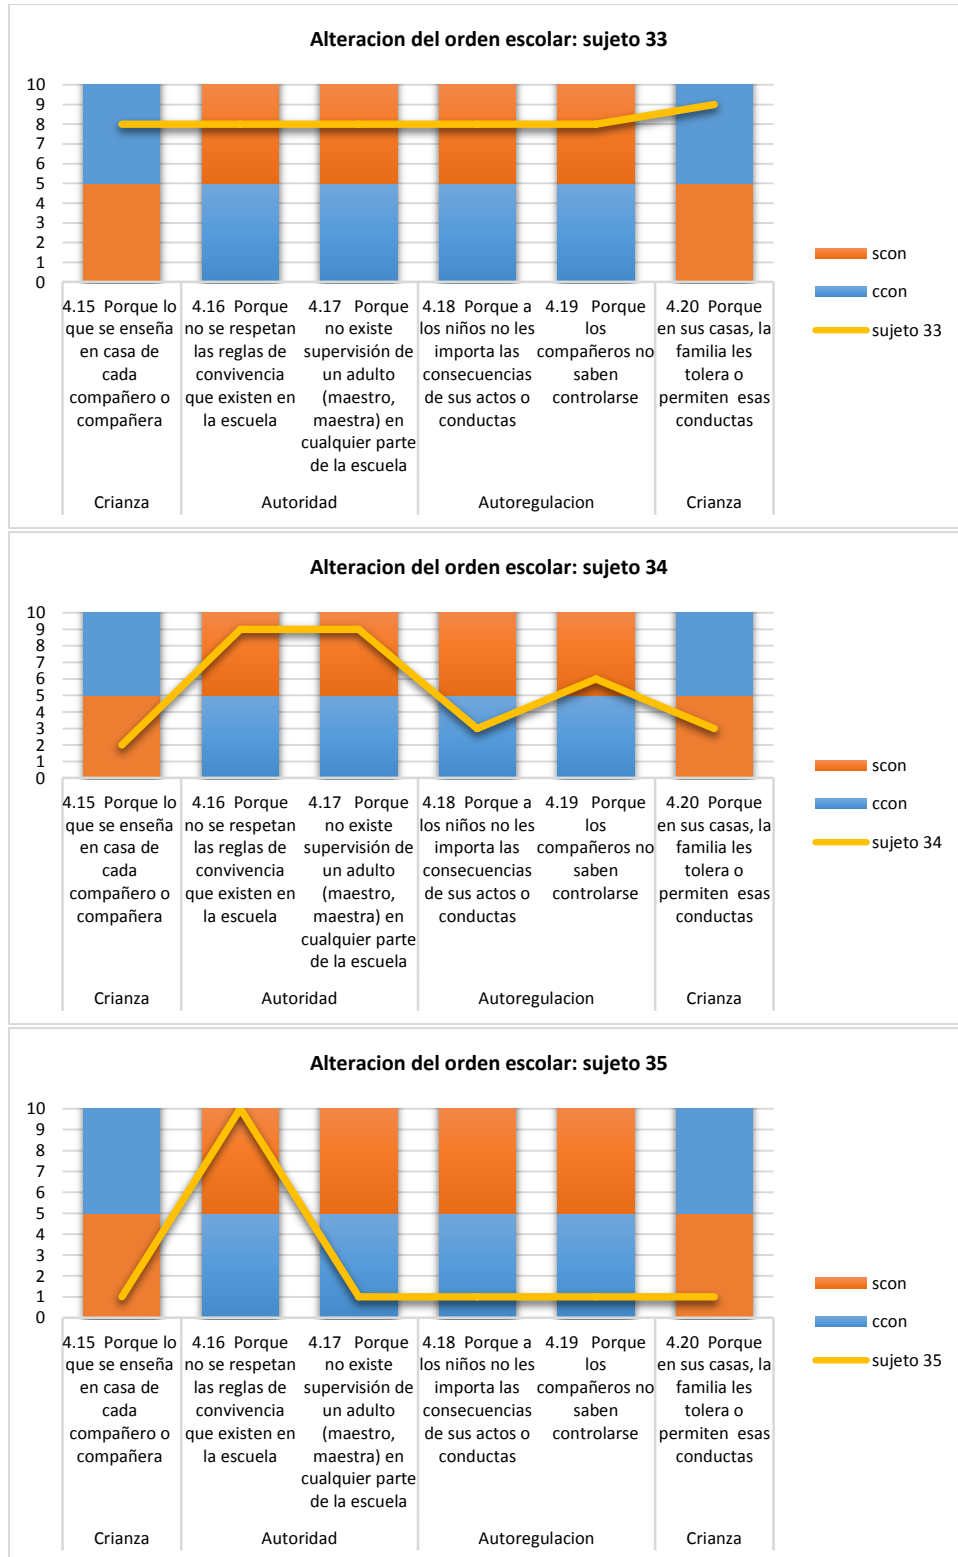 Alteracion del orden escolar: sujeto 33
10
9
8
7
6
5
4
3
2
1
0
4.15 Porque lo
que se enseña
en casa de
cada
compañero o
compañera
4.16 Porque
no se respetan
las reglas de
convivencia
que existen en
la escuela
4.17 Porque
no existe
supervisión de
un adulto
(maestro,
maestra) en
cualquier parte
de la escuela
4.18 Porque a
los niños no les
importa las
consecuencias
de sus actos o
conductas
4.19 Porque
los
compañeros no
saben
controlarse
4.20 Porque
en sus casas, la
familia les
tolera o
permiten esas
conductas
Crianza
Autoridad
Autoregulacion
Crianza
scon
ccon
sujeto 33
Alteracion del orden escolar: sujeto 34
10
9
8
7
6
5
4
3
2
1
0
4.15 Porque lo
que se enseña
en casa de
cada
compañero o
compañera
4.16 Porque
no se respetan
las reglas de
convivencia
que existen en
la escuela
4.17 Porque
no existe
supervisión de
un adulto
(maestro,
maestra) en
cualquier parte
de la escuela
4.18 Porque a
los niños no les
importa las
consecuencias
de sus actos o
conductas
4.19 Porque
los
compañeros no
saben
controlarse
4.20 Porque
en sus casas, la
familia les
tolera o
permiten esas
conductas
Crianza
Autoridad
Autoregulacion
Crianza
scon
ccon
sujeto 34
Alteracion del orden escolar: sujeto 35
10
9
8
7
6
5
4
3
2
1
0
4.15 Porque lo
que se enseña
en casa de
cada
compañero o
compañera
4.16 Porque
no se respetan
las reglas de
convivencia
que existen en
la escuela
4.17 Porque
no existe
supervisión de
un adulto
(maestro,
maestra) en
cualquier parte
de la escuela
4.18 Porque a
los niños no les
importa las
consecuencias
de sus actos o
conductas
4.19 Porque
los
compañeros no
saben
controlarse
4.20 Porque
en sus casas, la
familia les
tolera o
permiten esas
conductas
Crianza
Autoridad
Autoregulacion
Crianza
scon
ccon
sujeto 35